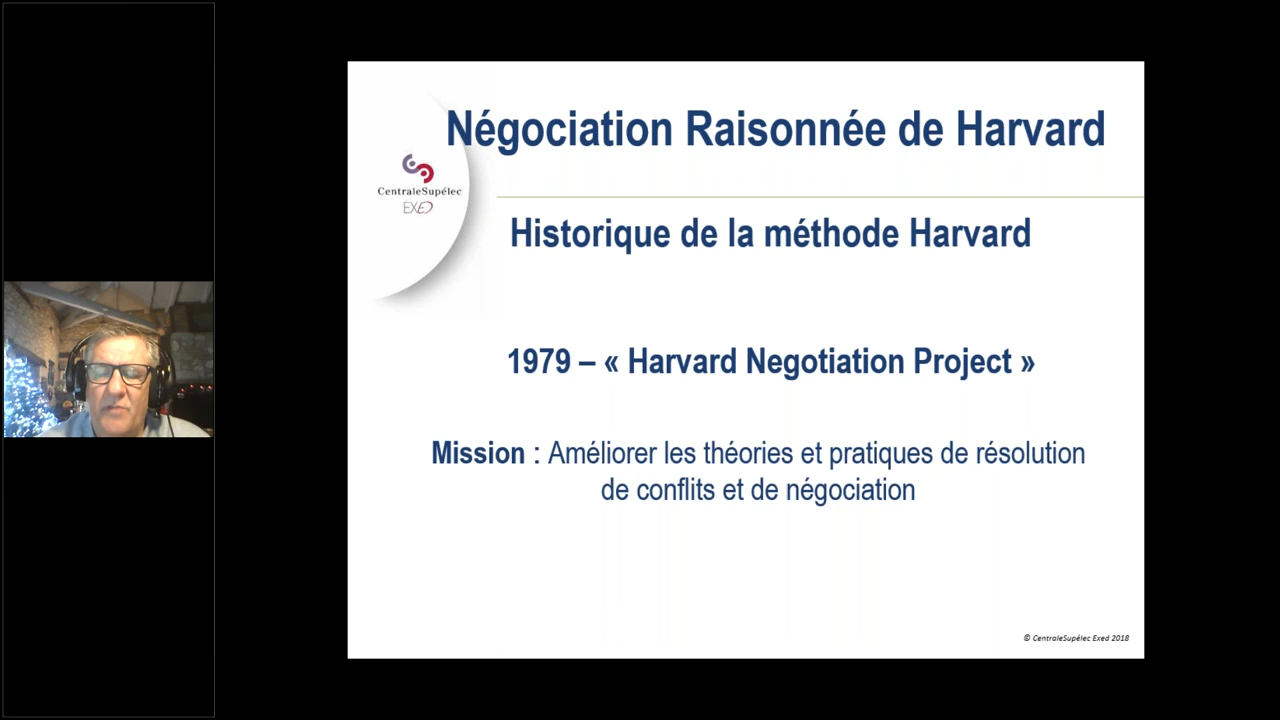 Négociation Raisonnée de Harvard
CentraleSupélec
EXED
Historique de la méthode Harvard
1979 – « Harvard Negotiation Project »
Mission : Améliorer les théories et pratiques de résolution
de conflits et de négociation
© CentraleSupélec Exed 2018